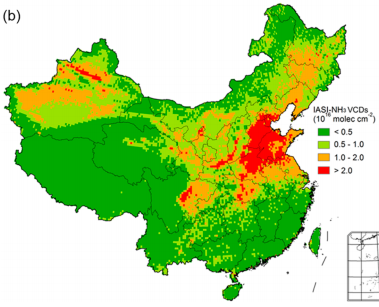 (b)
IASI-NH₃ VCDs
(10¹⁶ molec cm⁻²)
< 0.5
0.5 - 1.0
1.0 - 2.0
> 2.0